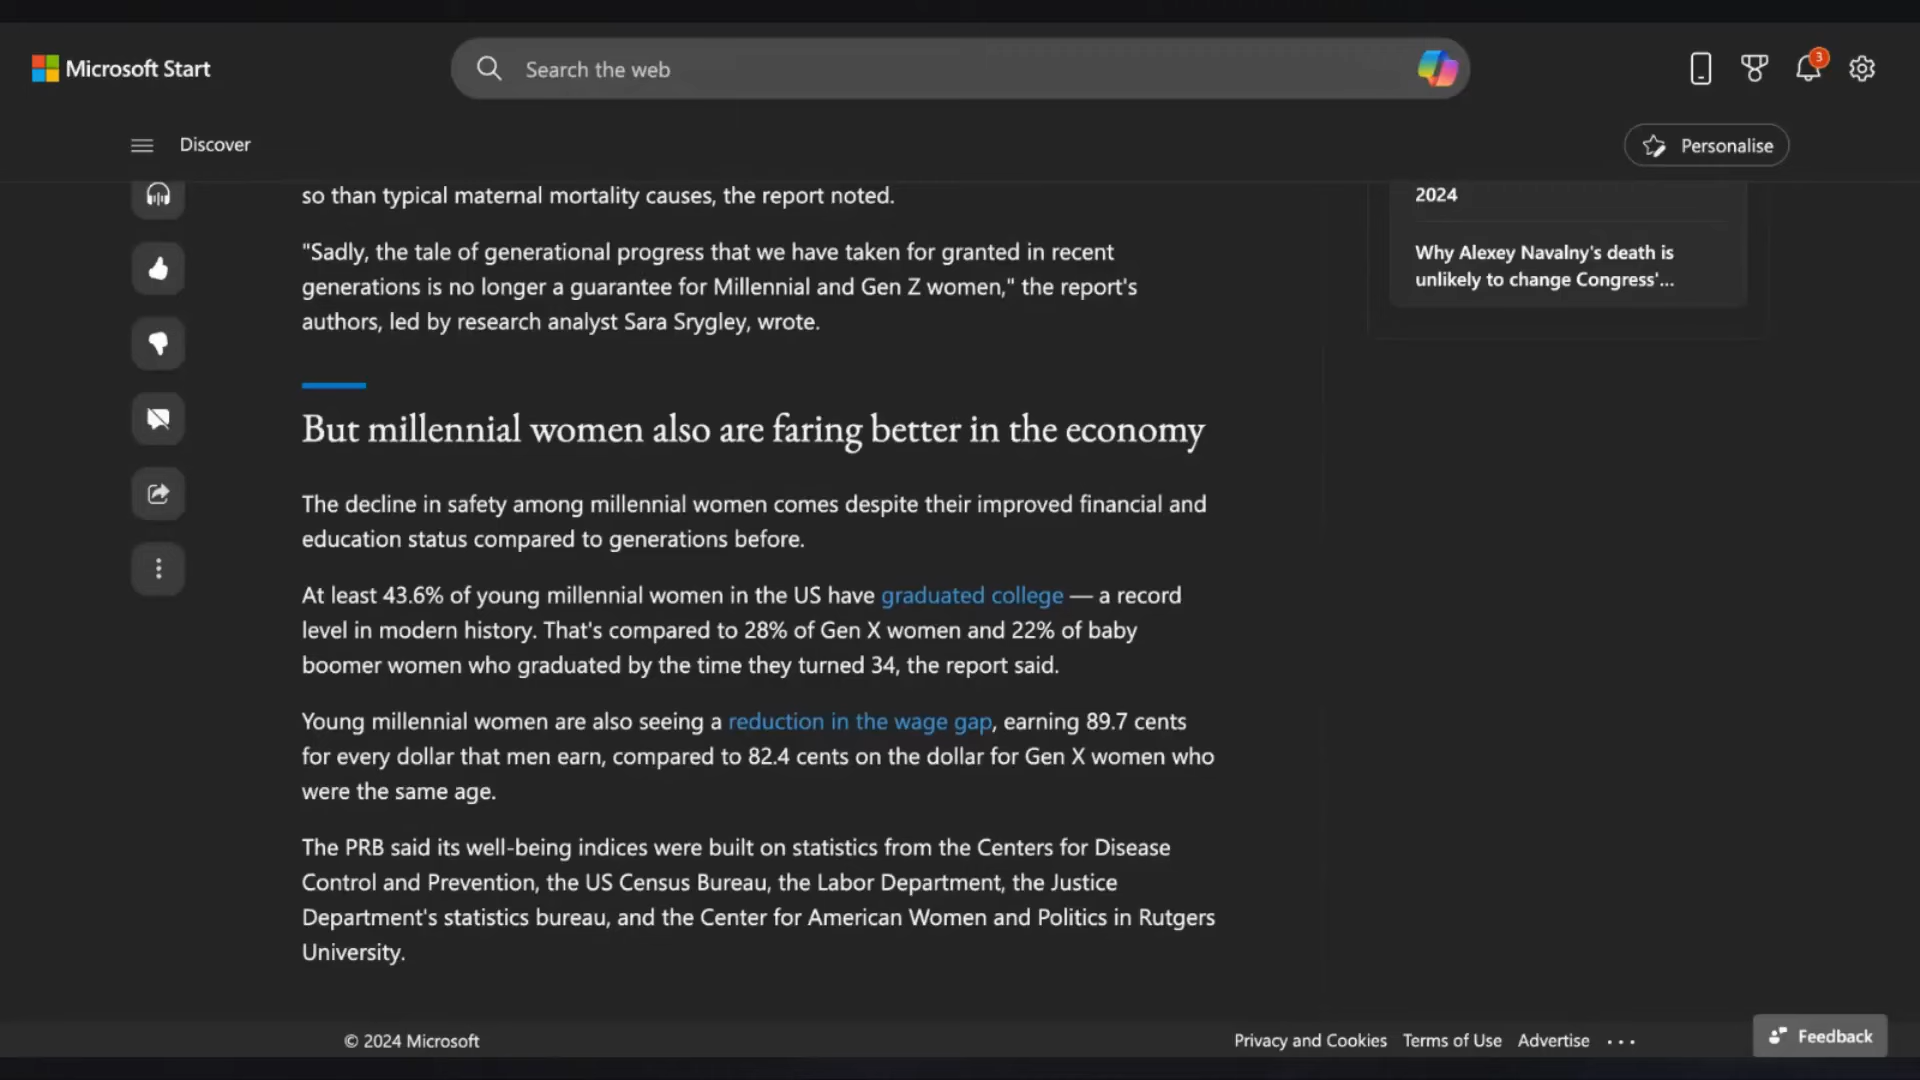 Microsoft Start
Search the web
3
Discover
Personalise
so than typical maternal mortality causes, the report noted.
"Sadly, the tale of generational progress that we have taken for granted in recent
generations is no longer a guarantee for Millennial and Gen Z women," the report's
authors, led by research analyst Sara Srygley, wrote.
But millennial women also are faring better in the economy
The decline in safety among millennial women comes despite their improved financial and
education status compared to generations before.
At least 43.6% of young millennial women in the US have graduated college — a record
level in modern history. That's compared to 28% of Gen X women and 22% of baby
boomer women who graduated by the time they turned 34, the report said.
Young millennial women are also seeing a reduction in the wage gap, earning 89.7 cents
for every dollar that men earn, compared to 82.4 cents on the dollar for Gen X women who
were the same age.
The PRB said its well-being indices were built on statistics from the Centers for Disease
Control and Prevention, the US Census Bureau, the Labor Department, the Justice
Department's statistics bureau, and the Center for American Women and Politics in Rutgers
University.
2024
Why Alexey Navalny's death is
unlikely to change Congress'...
© 2024 Microsoft
Privacy and Cookies
Terms of Use
Advertise
...
Feedback